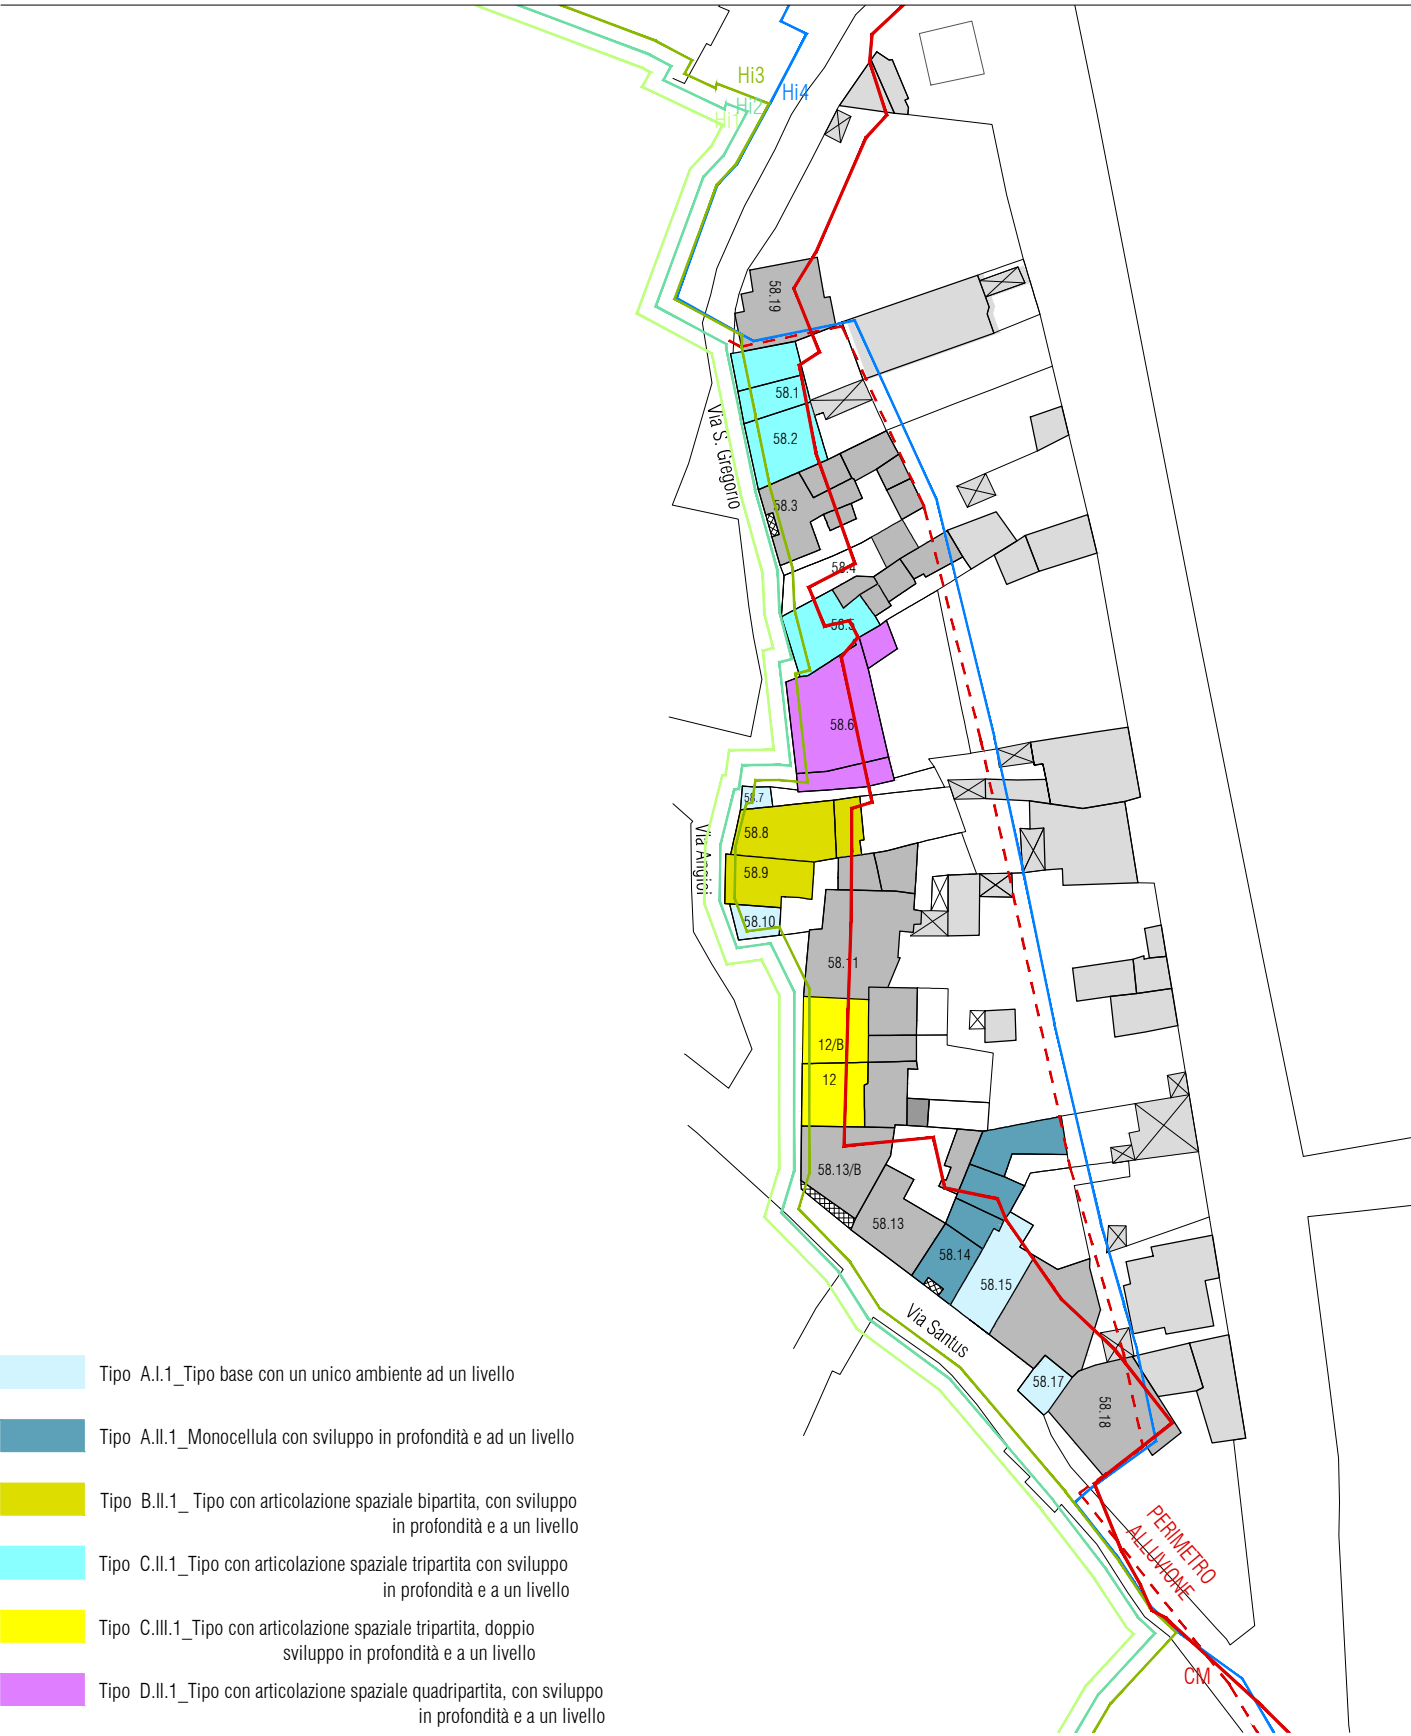 Hi3
Hi4
Hi2
Hi1
58.19
58.1
58.2
Via S. Gregorio
58.3
58.4
58.5
58.6
58.7
58.8
Via Angioi
58.9
58.10
58.11
12/B
12
58.13/B
58.13
58.14
58.15
Via Santus
58.17
58.18
PERIMETRO
ALLUVIONE
CM
Tipo A.I.1_Tipo base con un unico ambiente ad un livello
Tipo A.II.1_Monocellula con sviluppo in profondità e ad un livello
Tipo B.II.1_ Tipo con articolazione spaziale bipartita, con sviluppo
in profondità e a un livello
Tipo C.II.1_Tipo con articolazione spaziale tripartita con sviluppo
in profondità e a un livello
Tipo C.III.1_Tipo con articolazione spaziale tripartita, doppio
sviluppo in profondità e a un livello
Tipo D.II.1_Tipo con articolazione spaziale quadripartita, con sviluppo
in profondità e a un livello